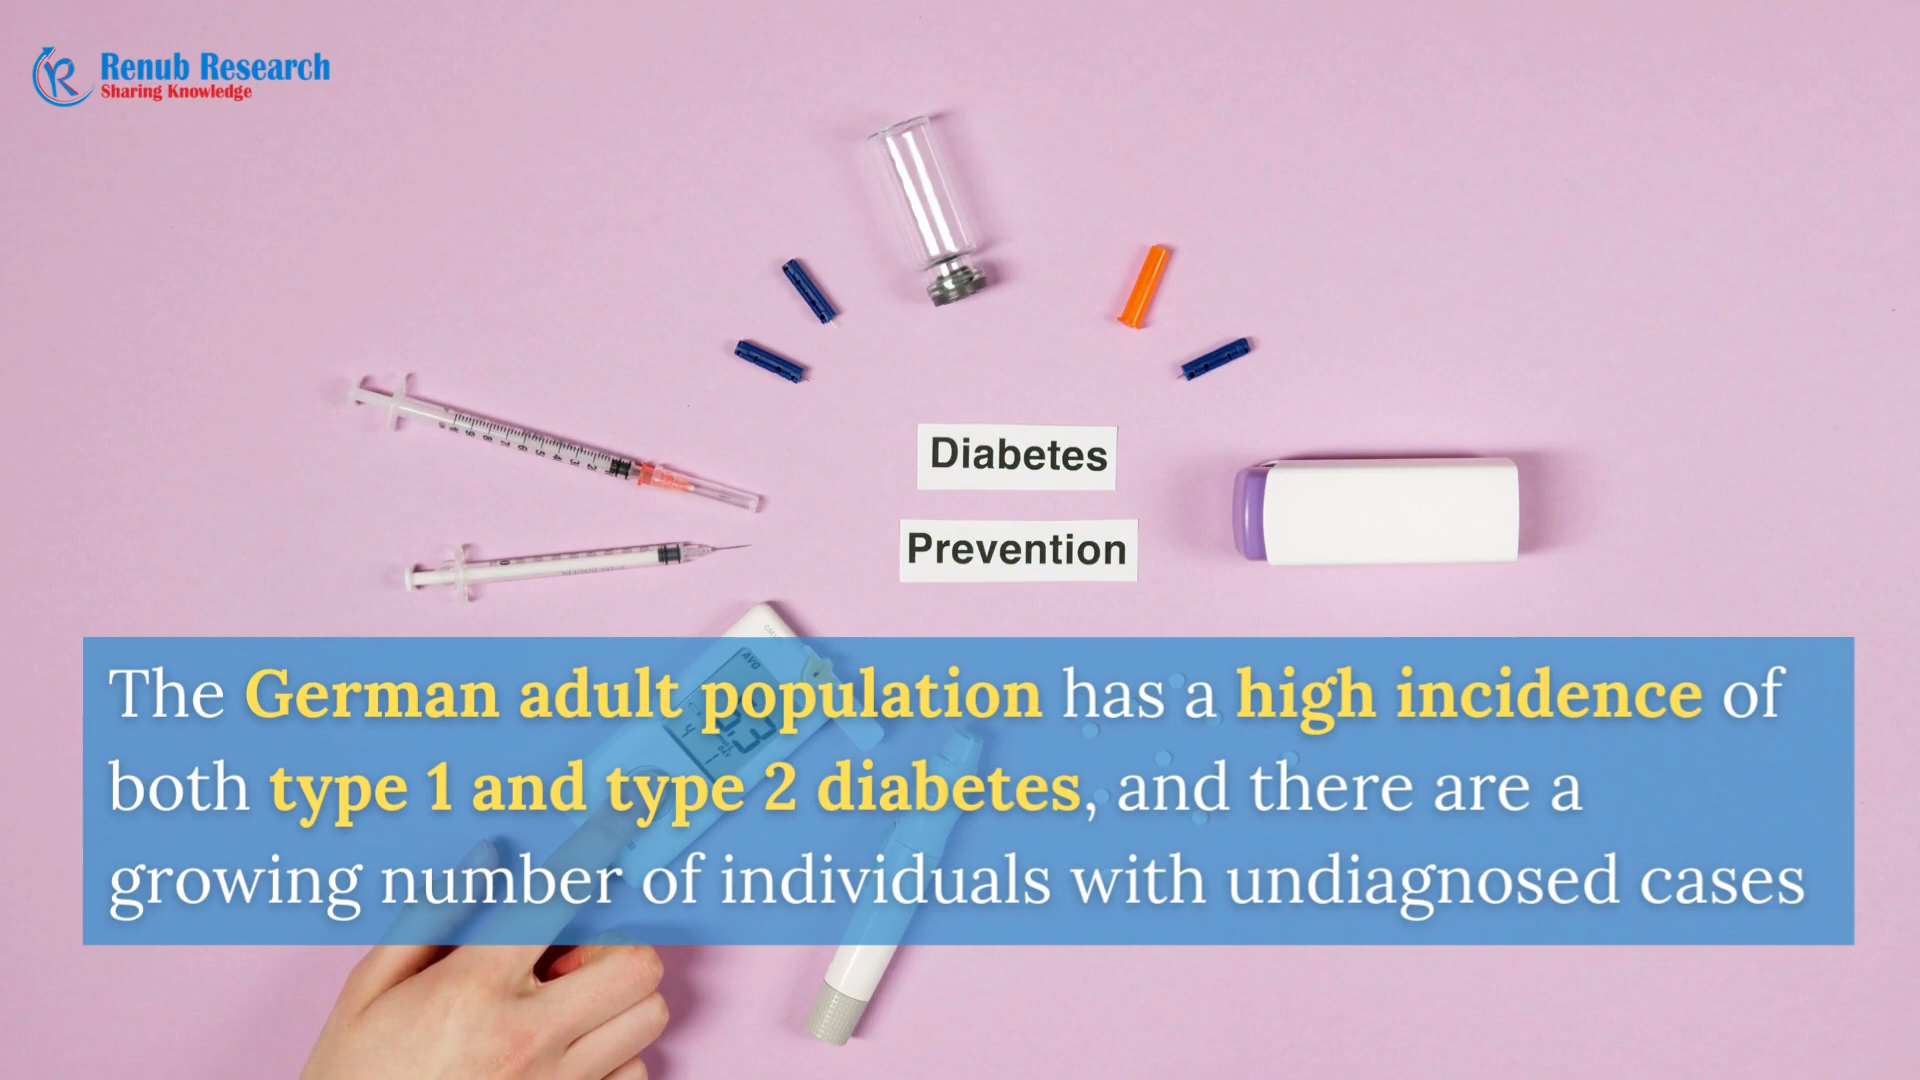 Renub Research
Sharing Knowledge
Diabetes
Prevention
The German adult population has a high incidence of
both type 1 and type 2 diabetes, and there are a
growing number of individuals with undiagnosed cases